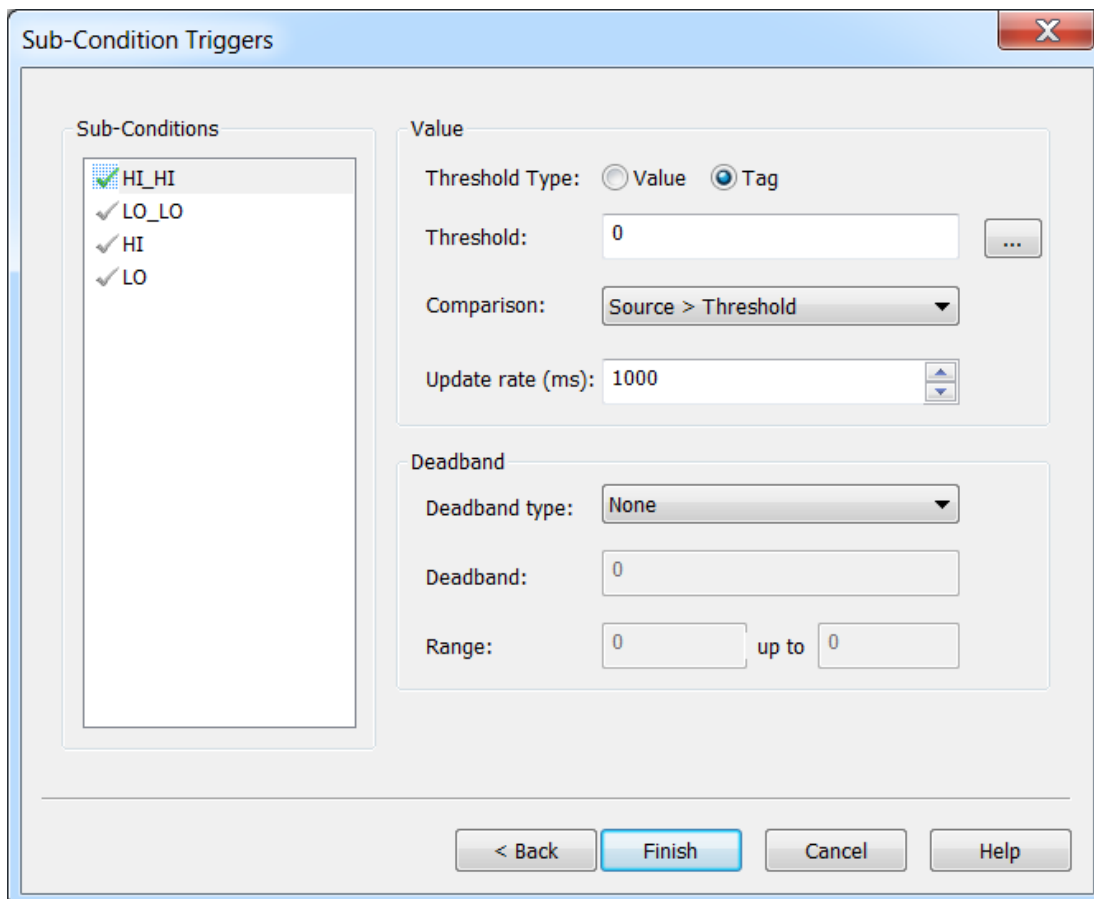 Sub-Condition Triggers
X
Sub-Conditions
HI_HI
LO_LO
HI
LO
Value
Threshold Type: Value Tag
Threshold: 0 ...
Comparison: Source > Threshold
Update rate (ms): 1000
Deadband
Deadband type: None
Deadband: 0
Range: 0 up to 0
< Back Finish Cancel Help